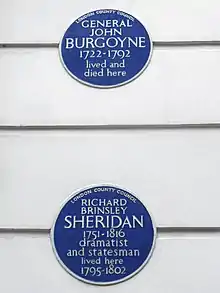 LONDON COUNTY COUNCIL
GENERAL
JOHN
BURGOYNE
1722-1792
lived and
died here
LONDON COUNTY COUNCIL
RICHARD
BRINSLEY
SHERIDAN
1751-1816
dramatist
and statesman
lived here
1795-1802